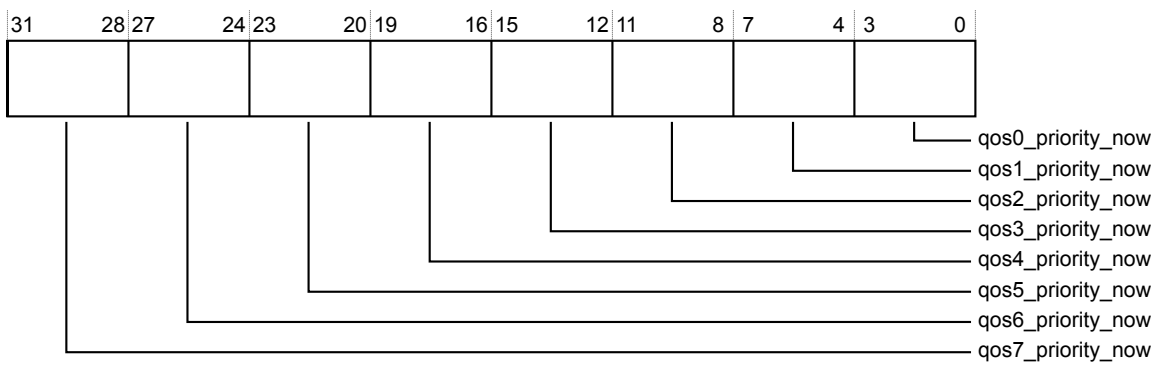 31 28 27 24 23 20 19 16 15 12 11 8 7 4 3 0
qos0_priority_now
qos1_priority_now
qos2_priority_now
qos3_priority_now
qos4_priority_now
qos5_priority_now
qos6_priority_now
qos7_priority_now